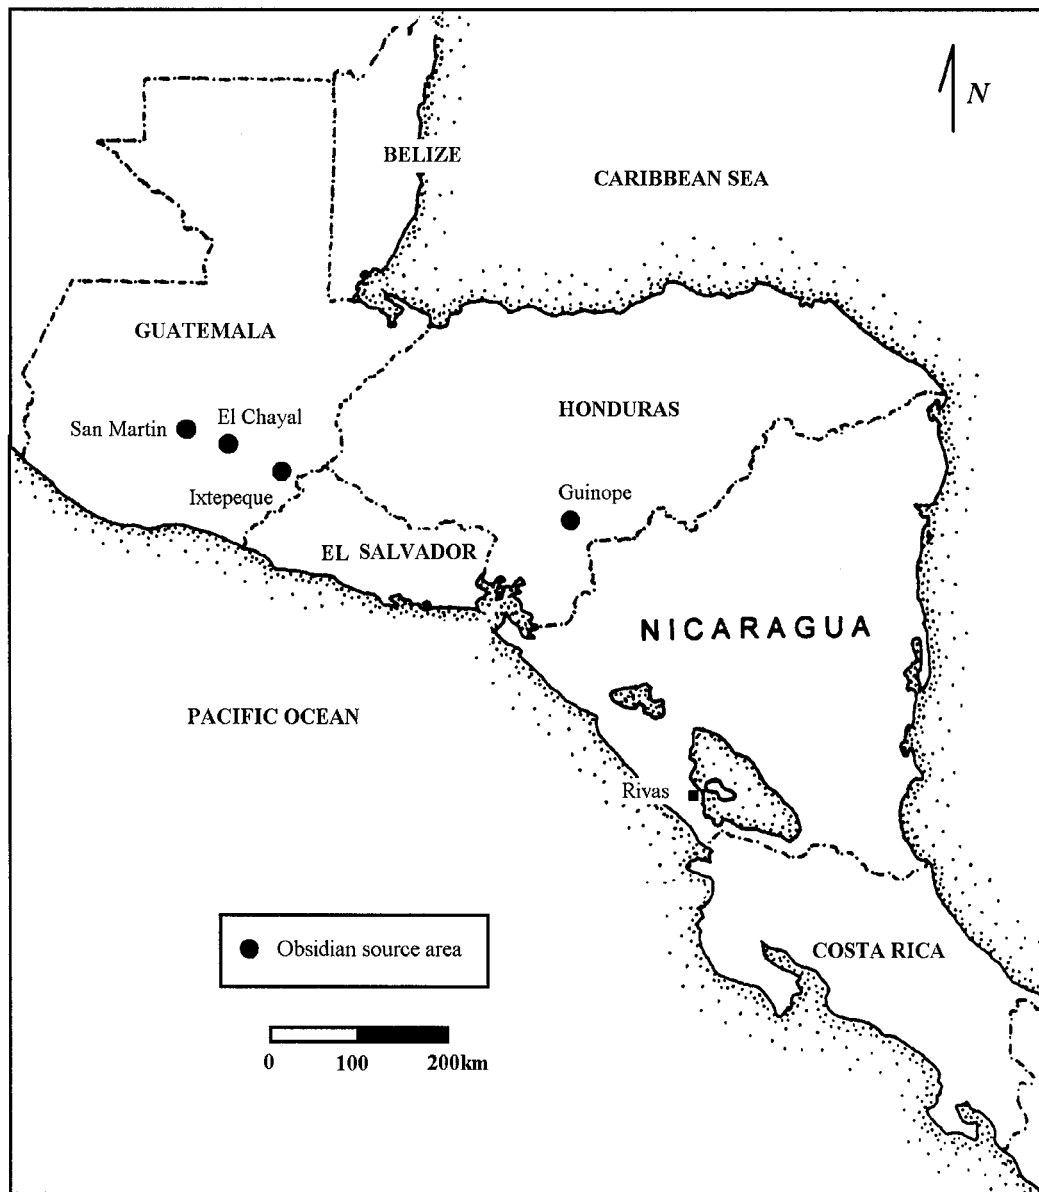 N
BELIZE
CARIBBEAN SEA
GUATEMALA
HONDURAS
El Chayal
San Martin
Ixtepeque
Guinope
EL SALVADOR
NICARAGUA
PACIFIC OCEAN
Rivas
COSTA RICA
Obsidian source area
0 100 200km